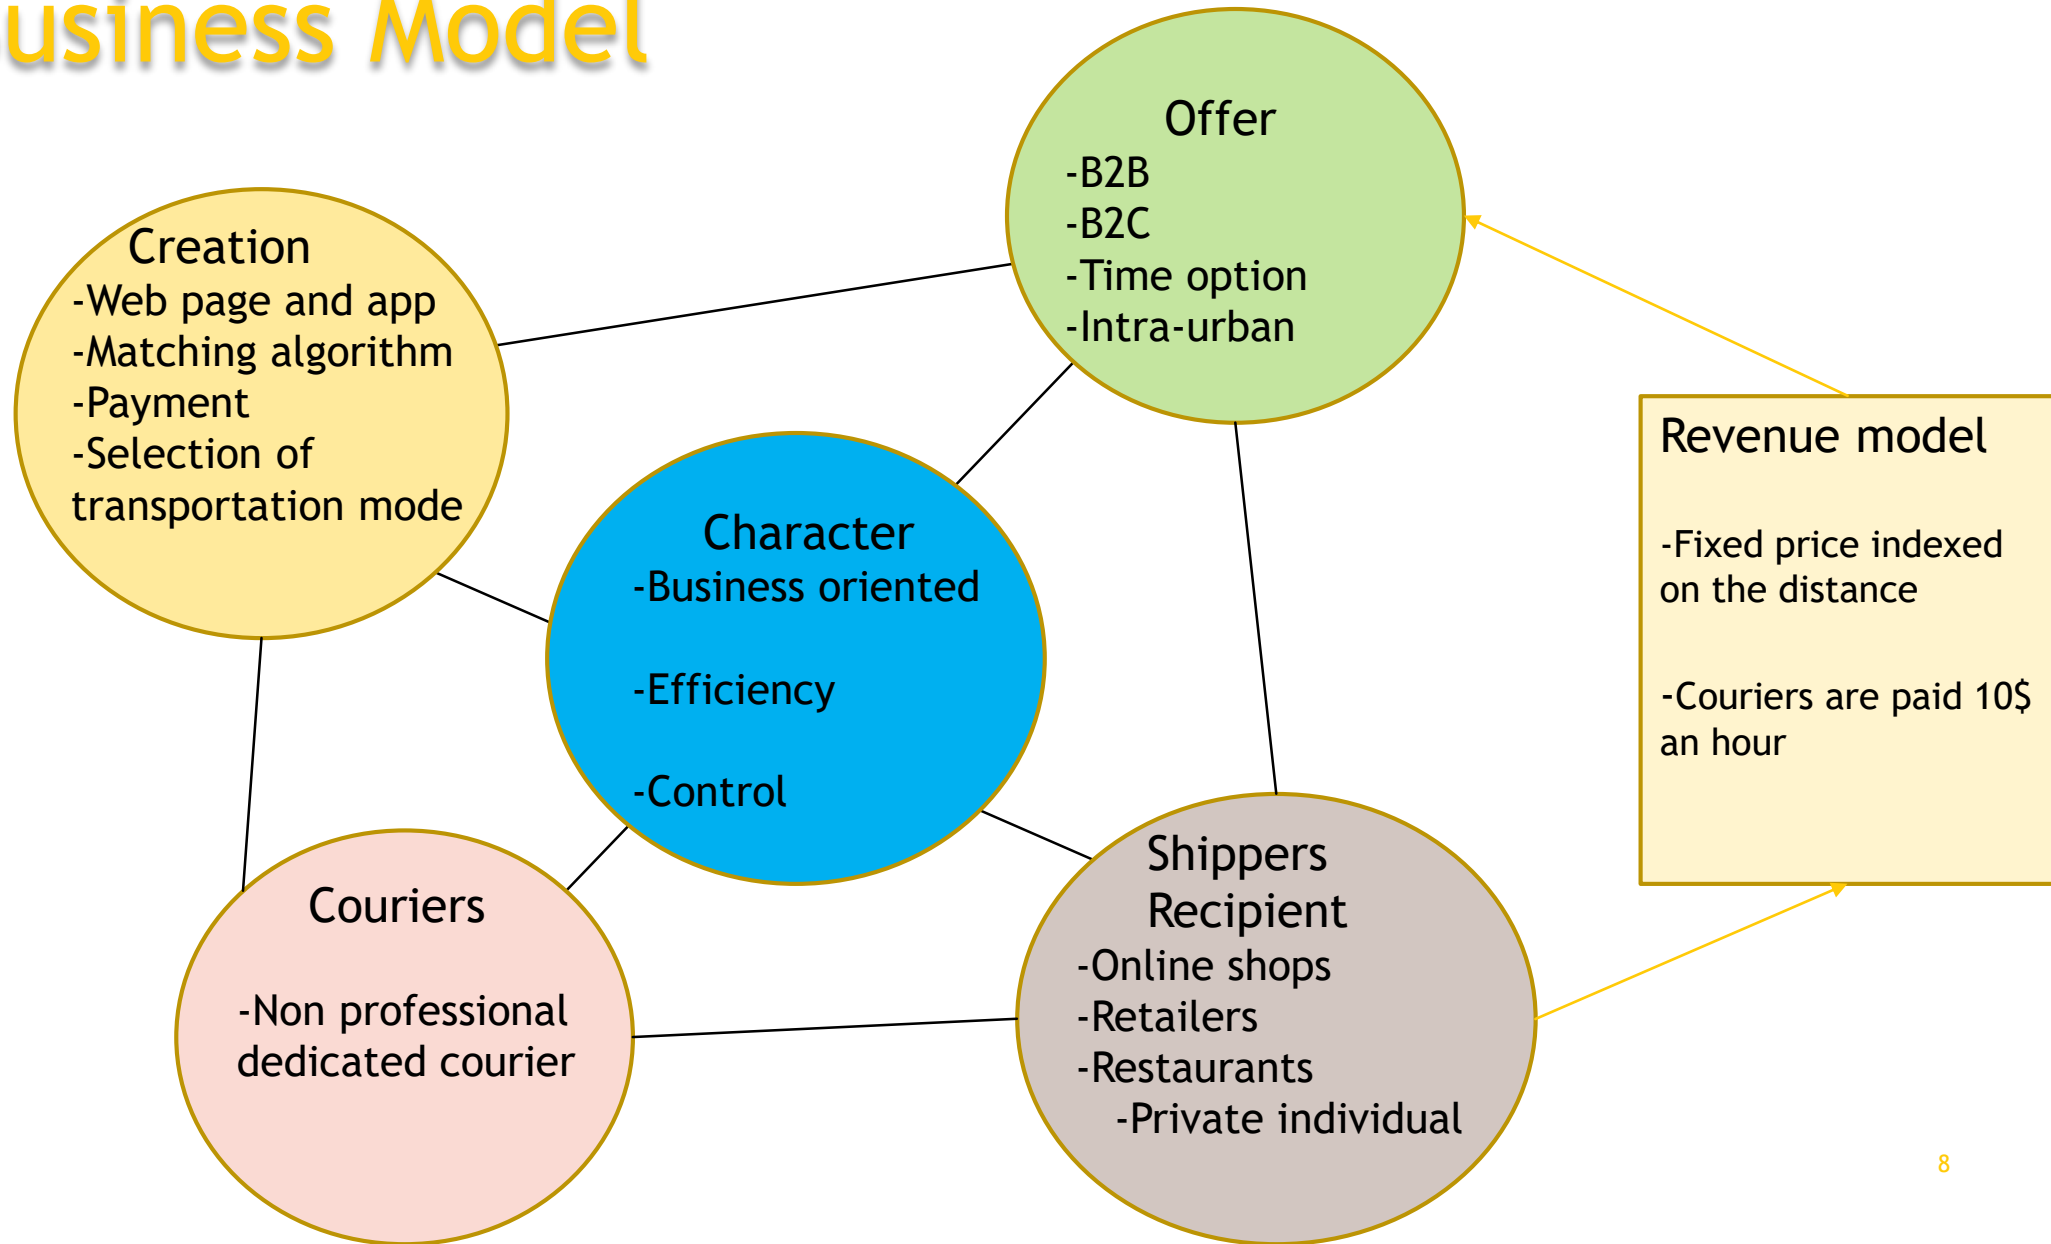 usiness Model
Offer
-B2B
-B2C
-Time option
-Intra-urban
Creation
-Web page and app
-Matching algorithm
-Payment
-Selection of
transportation mode
Character
-Business oriented
-Efficiency
-Control
Revenue model
-Fixed price indexed
on the distance
-Couriers are paid 10$
an hour
Couriers
-Non professional
dedicated courier
Shippers
Recipient
-Online shops
-Retailers
-Restaurants
-Private individual
8